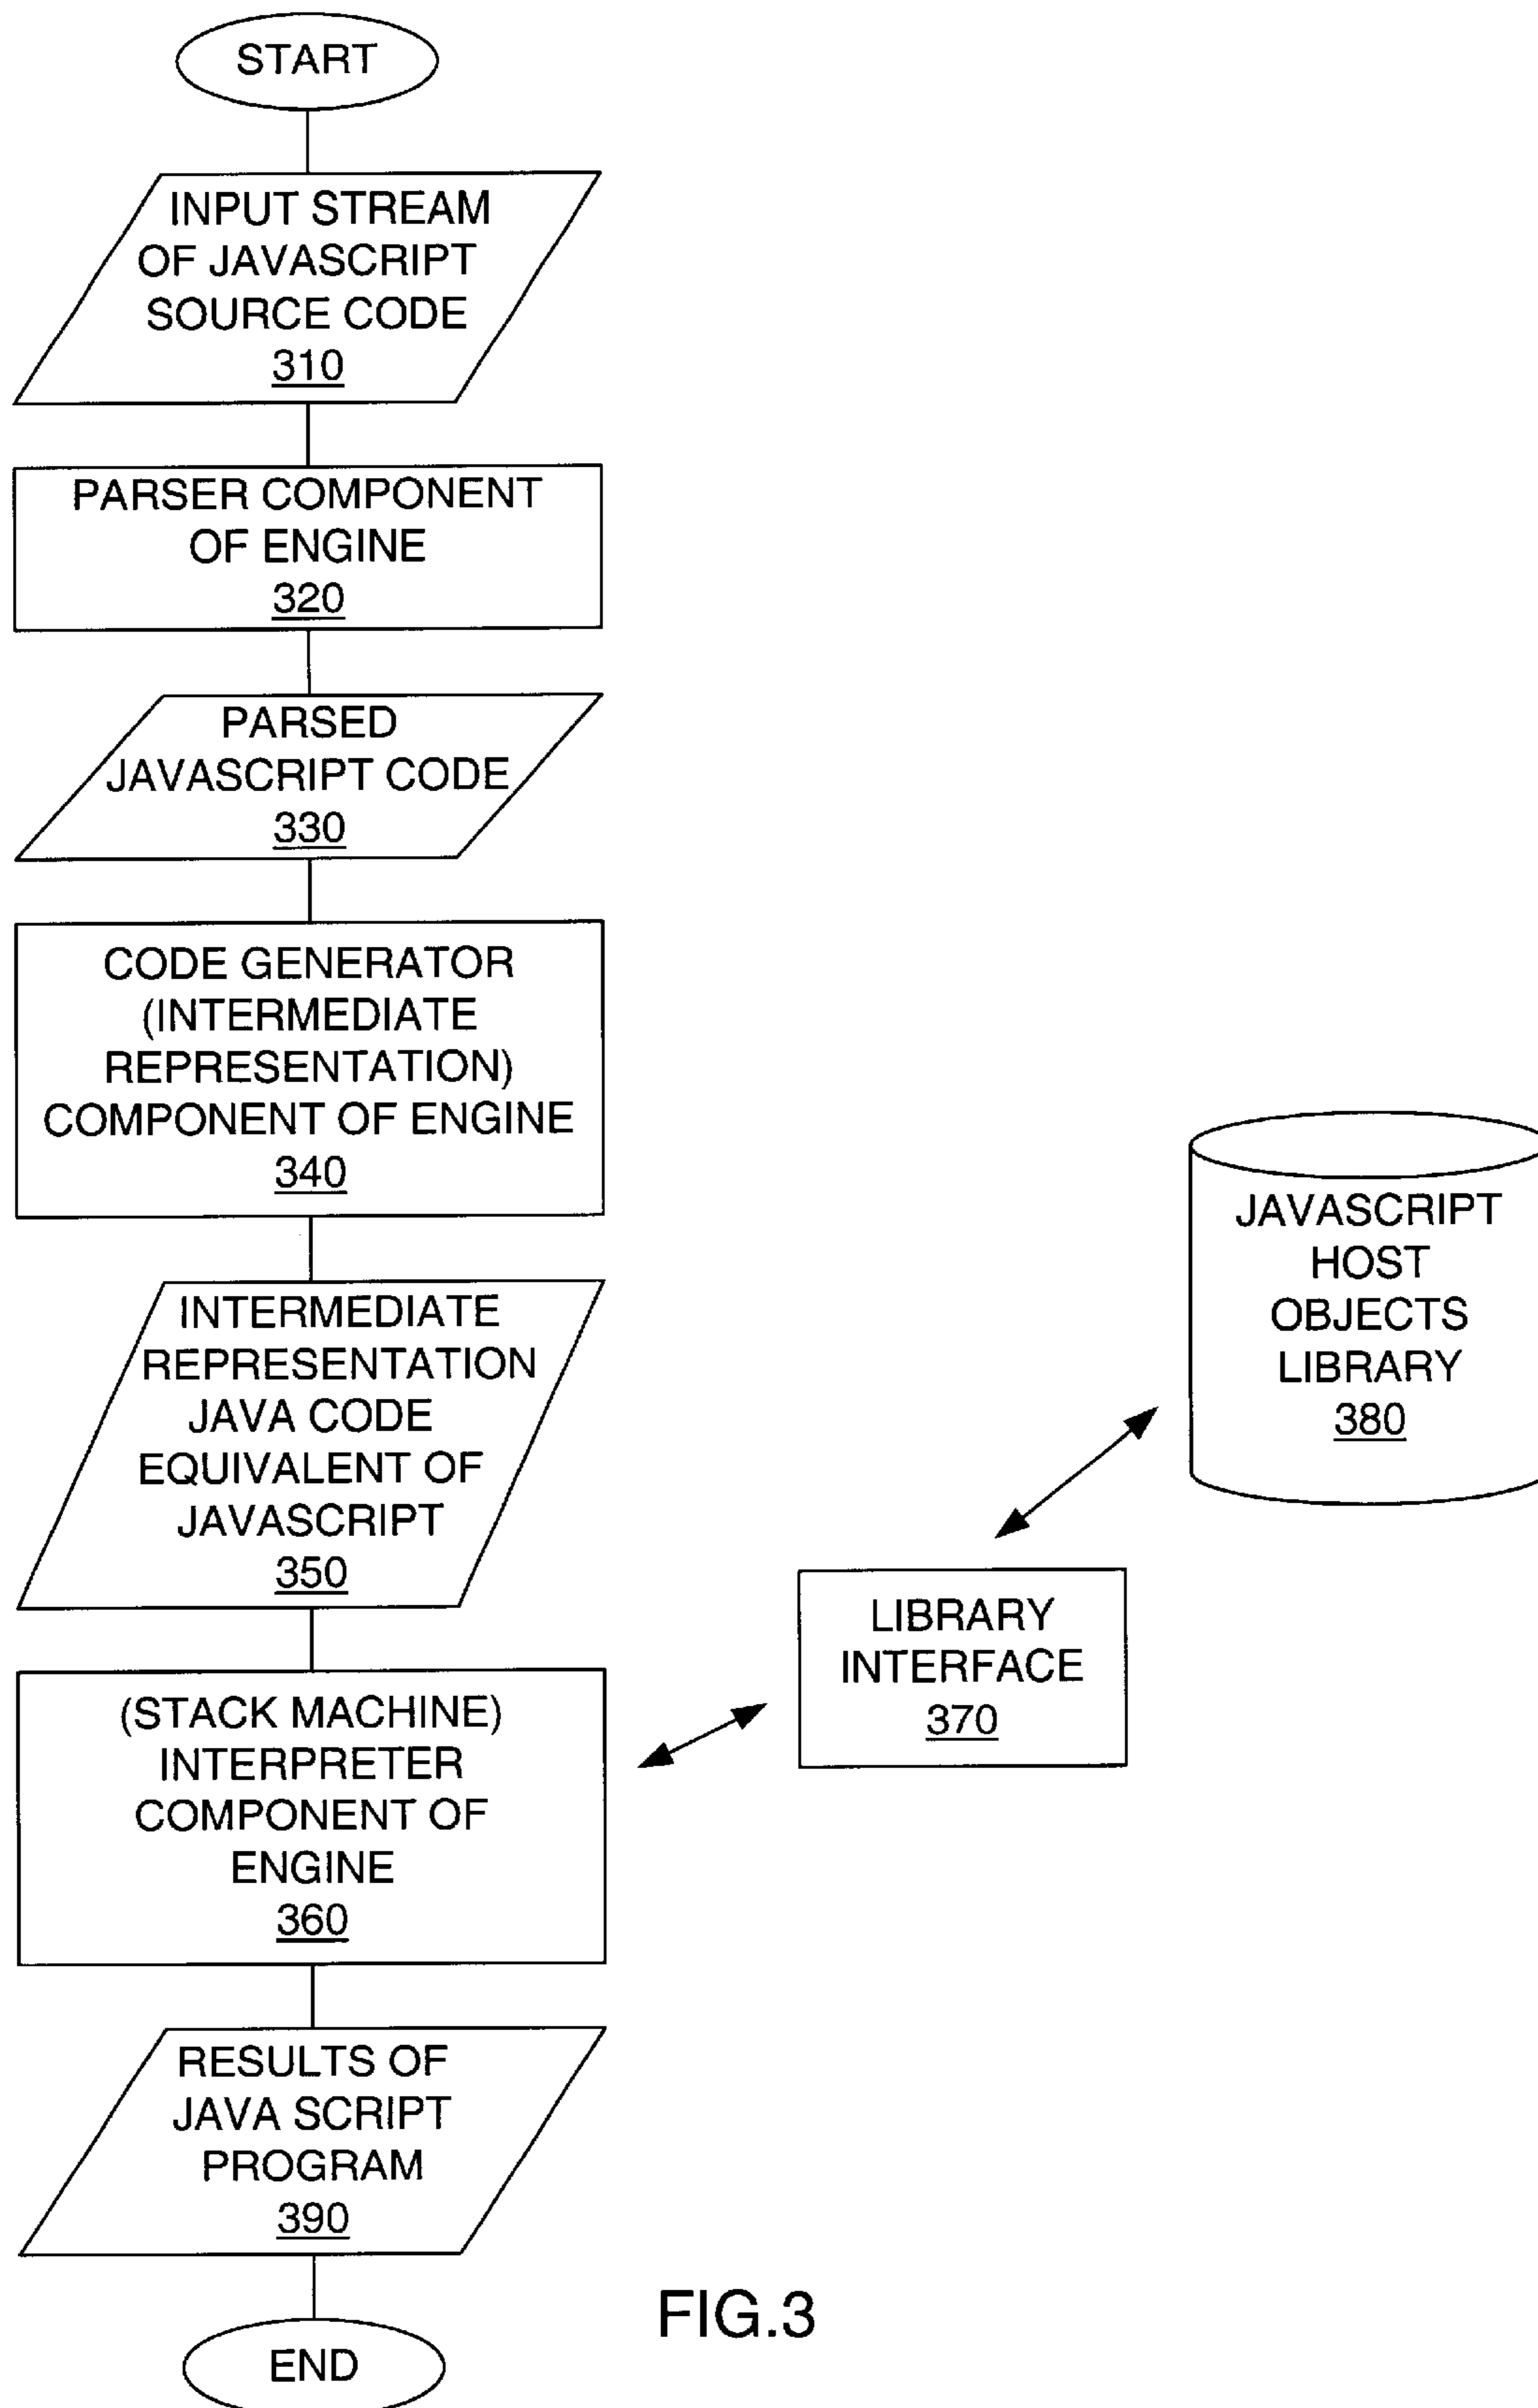 START
INPUT STREAM
OF JAVASCRIPT
SOURCE CODE
310
PARSER COMPONENT
OF ENGINE
320
PARSED
JAVASCRIPT CODE
330
CODE GENERATOR
(INTERMEDIATE
REPRESENTATION)
COMPONENT OF ENGINE
340
INTERMEDIATE
REPRESENTATION
JAVA CODE
EQUIVALENT OF
JAVASCRIPT
350
(STACK MACHINE)
INTERPRETER
COMPONENT OF
ENGINE
360
LIBRARY
INTERFACE
370
JAVASCRIPT
HOST
OBJECTS
LIBRARY
380
RESULTS OF
JAVA SCRIPT
PROGRAM
390
END
FIG.3